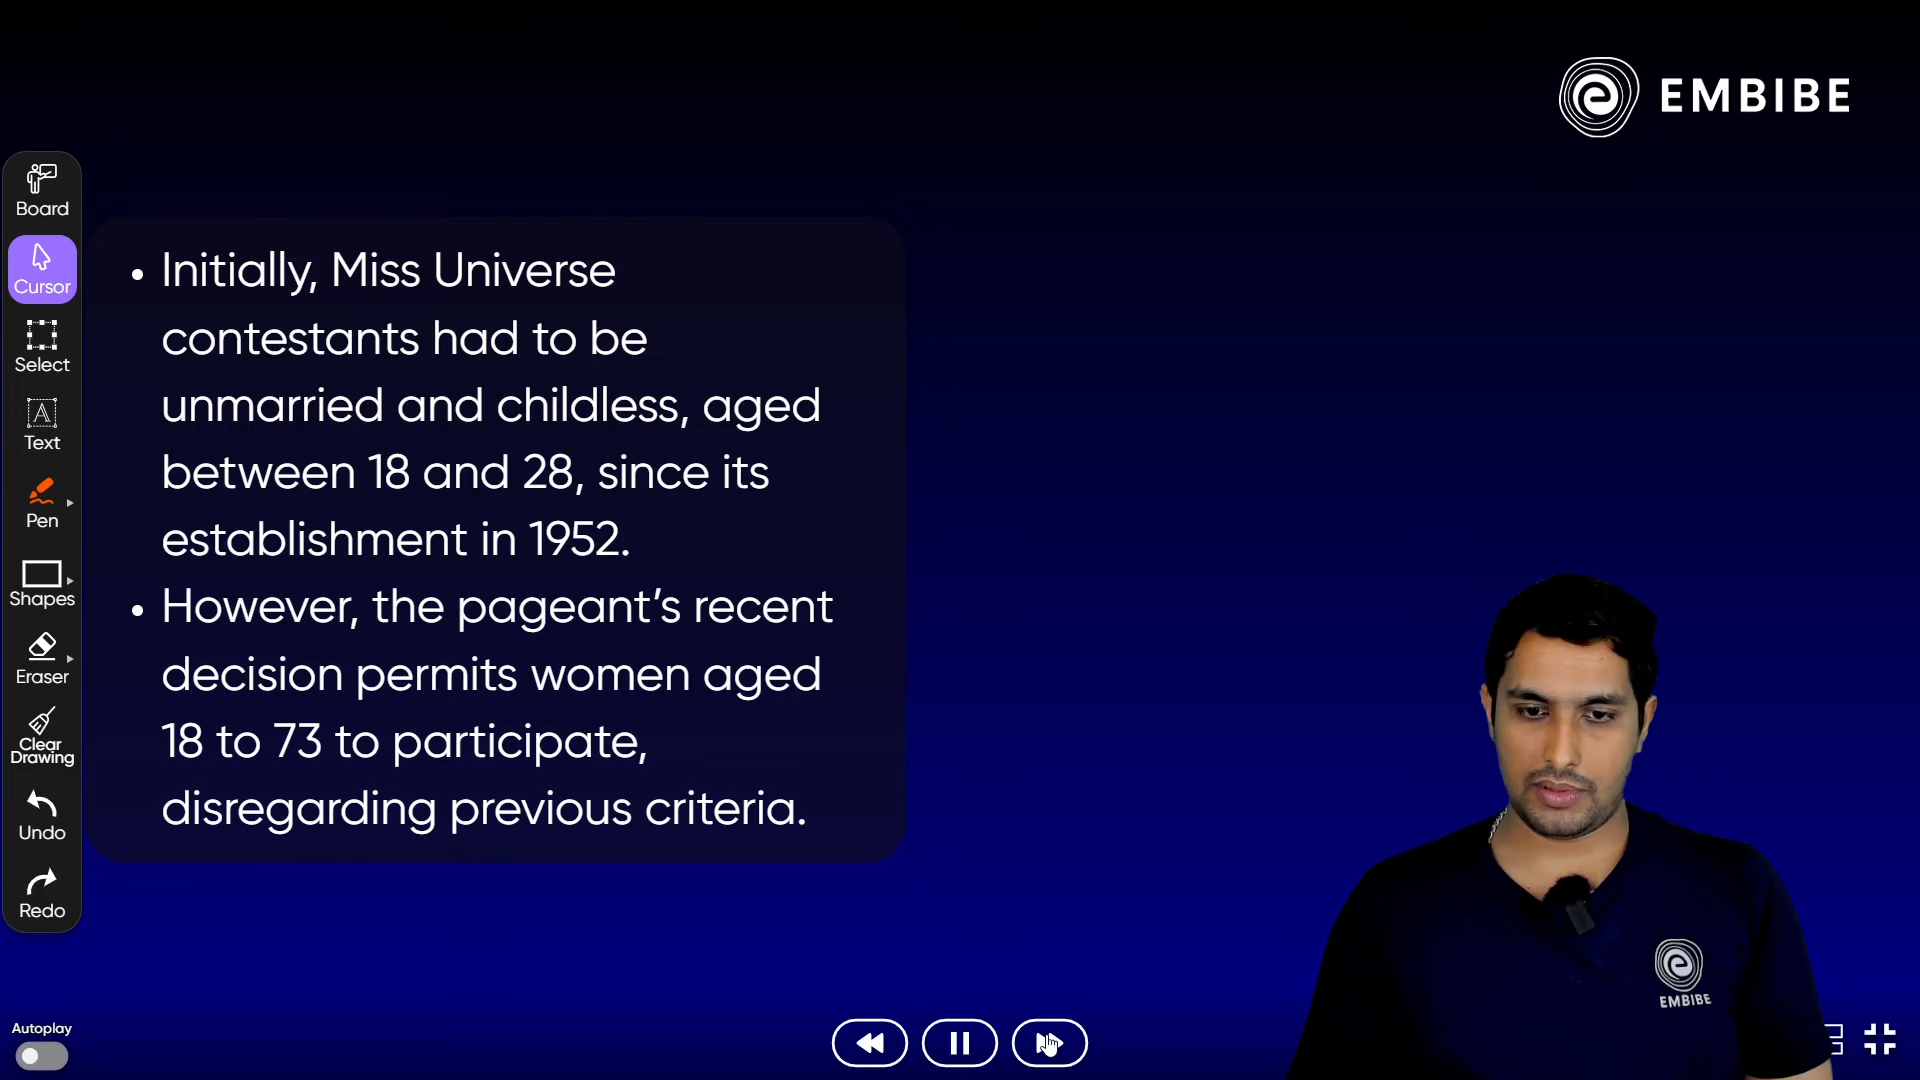 EMBIBE
Board
Cursor
Select
Text
Pen
Shapes
Eraser
Clear
Drawing
Undo
Redo
Autoplay
• Initially, Miss Universe
contestants had to be
unmarried and childless, aged
between 18 and 28, since its
establishment in 1952.
• However, the pageant’s recent
decision permits women aged
18 to 73 to participate,
disregarding previous criteria.
EMBIBE